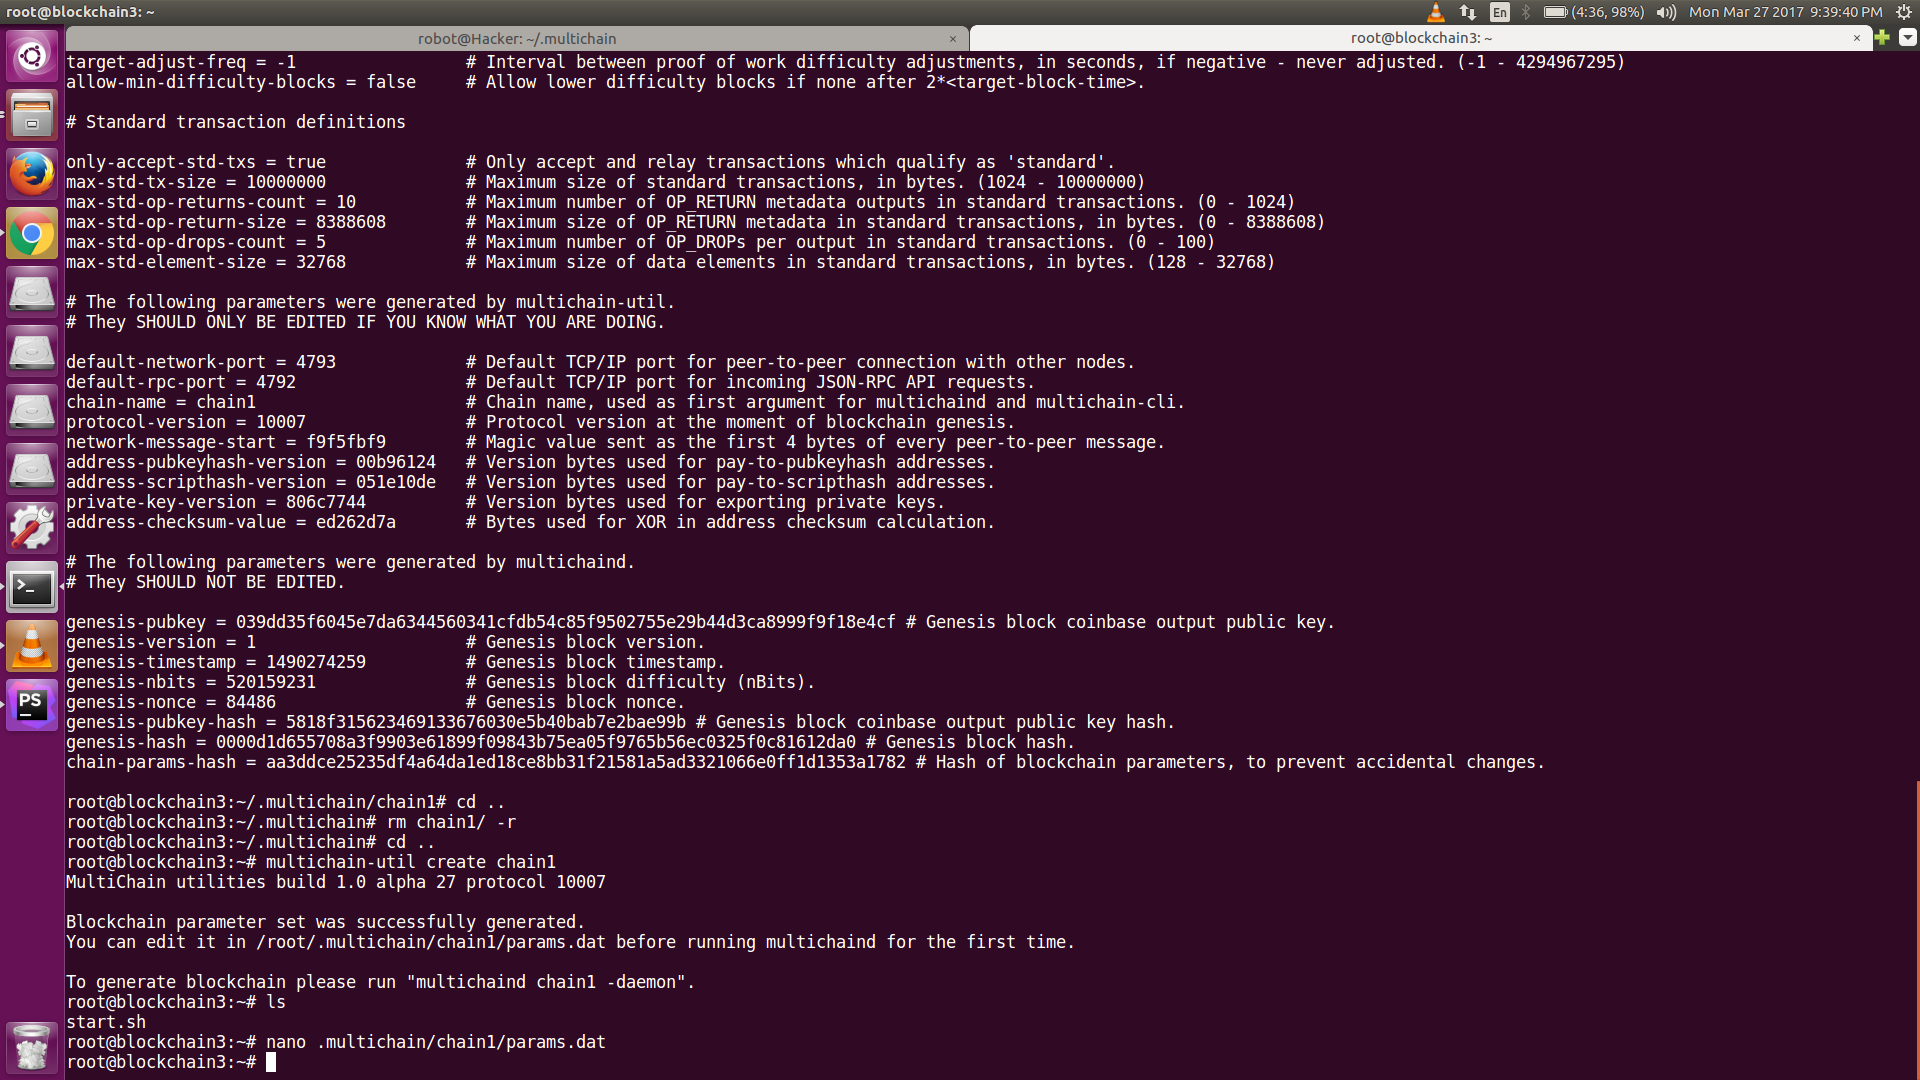 root@blockchain3: ~
En
(4:36, 98%)
Mon Mar 27 2017 9:39:40 PM
robot@Hacker: ~/.multichain
×
root@blockchain3: ~
×
target-adjust-freq = -1 # Interval between proof of work difficulty adjustments, in seconds, if negative - never adjusted. (-1 - 4294967295)
allow-min-difficulty-blocks = false # Allow lower difficulty blocks if none after 2*<target-block-time>.
# Standard transaction definitions
only-accept-std-txs = true # Only accept and relay transactions which qualify as 'standard'.
max-std-tx-size = 10000000 # Maximum size of standard transactions, in bytes. (1024 - 10000000)
max-std-op-returns-count = 10 # Maximum number of OP_RETURN metadata outputs in standard transactions. (0 - 1024)
max-std-op-return-size = 8388608 # Maximum size of OP_RETURN metadata in standard transactions, in bytes. (0 - 8388608)
max-std-op-drops-count = 5 # Maximum number of OP_DROPs per output in standard transactions. (0 - 100)
max-std-element-size = 32768 # Maximum size of data elements in standard transactions, in bytes. (128 - 32768)
# The following parameters were generated by multichain-util.
# They SHOULD ONLY BE EDITED IF YOU KNOW WHAT YOU ARE DOING.
default-network-port = 4793 # Default TCP/IP port for peer-to-peer connection with other nodes.
default-rpc-port = 4792 # Default TCP/IP port for incoming JSON-RPC API requests.
chain-name = chain1 # Chain name, used as first argument for multichaind and multichain-cli.
protocol-version = 10007 # Protocol version at the moment of blockchain genesis.
network-message-start = f9f5fbf9 # Magic value sent as the first 4 bytes of every peer-to-peer message.
address-pubkeyhash-version = 00b96124 # Version bytes used for pay-to-pubkeyhash addresses.
address-scripthash-version = 051e10de # Version bytes used for pay-to-scripthash addresses.
private-key-version = 806c7744 # Version bytes used for exporting private keys.
address-checksum-value = ed262d7a # Bytes used for XOR in address checksum calculation.
# The following parameters were generated by multichaind.
# They SHOULD NOT BE EDITED.
genesis-pubkey = 039dd35f6045e7da6344560341cfdb54c85f9502755e29b44d3ca8999f9f18e4cf # Genesis block coinbase output public key.
genesis-version = 1 # Genesis block version.
genesis-timestamp = 1490274259 # Genesis block timestamp.
genesis-nbits = 520159231 # Genesis block difficulty (nBits).
genesis-nonce = 84486 # Genesis block nonce.
genesis-pubkey-hash = 5818f315623469133676030e5b40bab7e2bae99b # Genesis block coinbase output public key hash.
genesis-hash = 0000d1d655708a3f9903e61899f09843b75ea05f9765b56ec0325f0c81612da0 # Genesis block hash.
chain-params-hash = aa3ddce25235df4a64da1ed18ce8bb31f21581a5ad3321066e0ff1d1353a1782 # Hash of blockchain parameters, to prevent accidental changes.
root@blockchain3:~/.multichain/chain1# cd ..
root@blockchain3:~/.multichain# rm chain1/ -r
root@blockchain3:~/.multichain# cd ..
root@blockchain3:~# multichain-util create chain1
MultiChain utilities build 1.0 alpha 27 protocol 10007
Blockchain parameter set was successfully generated.
You can edit it in /root/.multichain/chain1/params.dat before running multichaind for the first time.
To generate blockchain please run "multichaind chain1 -daemon".
root@blockchain3:~# ls
start.sh
root@blockchain3:~# nano .multichain/chain1/params.dat
root@blockchain3:~#
>_
PS